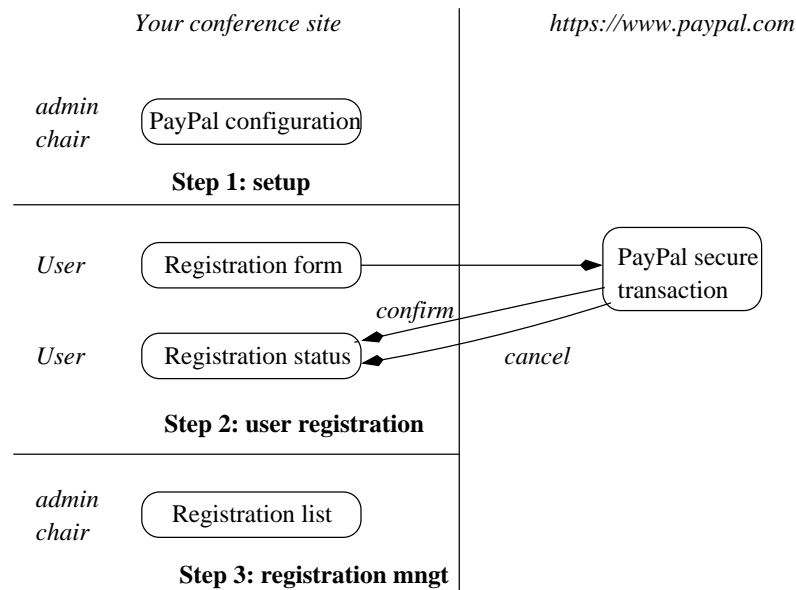 Your conference site
https://www.paypal.com
admin
chair
PayPal configuration
Step 1: setup
User
Registration form
PayPal secure
transaction
confirm
User
Registration status
cancel
Step 2: user registration
admin
chair
Registration list
Step 3: registration mngt